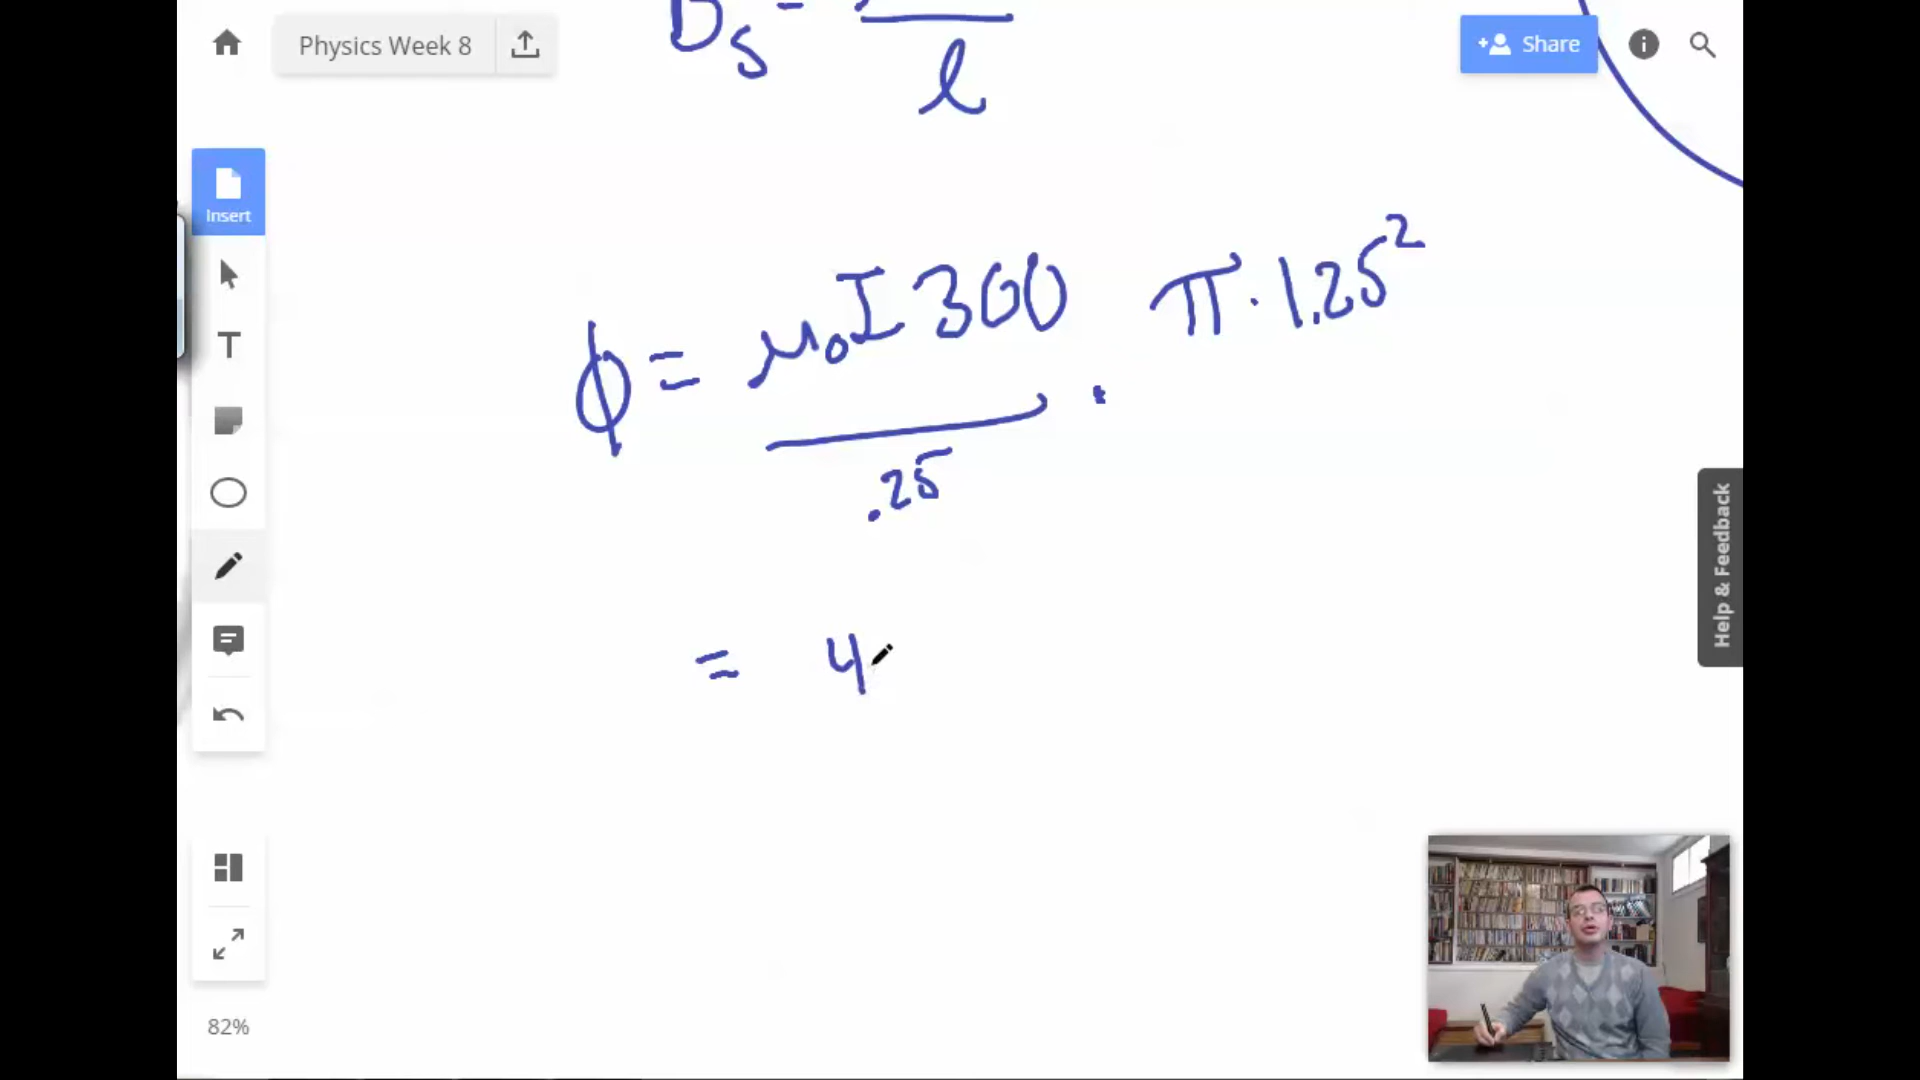 Physics Week 8
Share
B_s =
l
Insert
T
ϕ = μ₀I 300 / .25 · π · 1.25²
= 4
Help & Feedback
82%